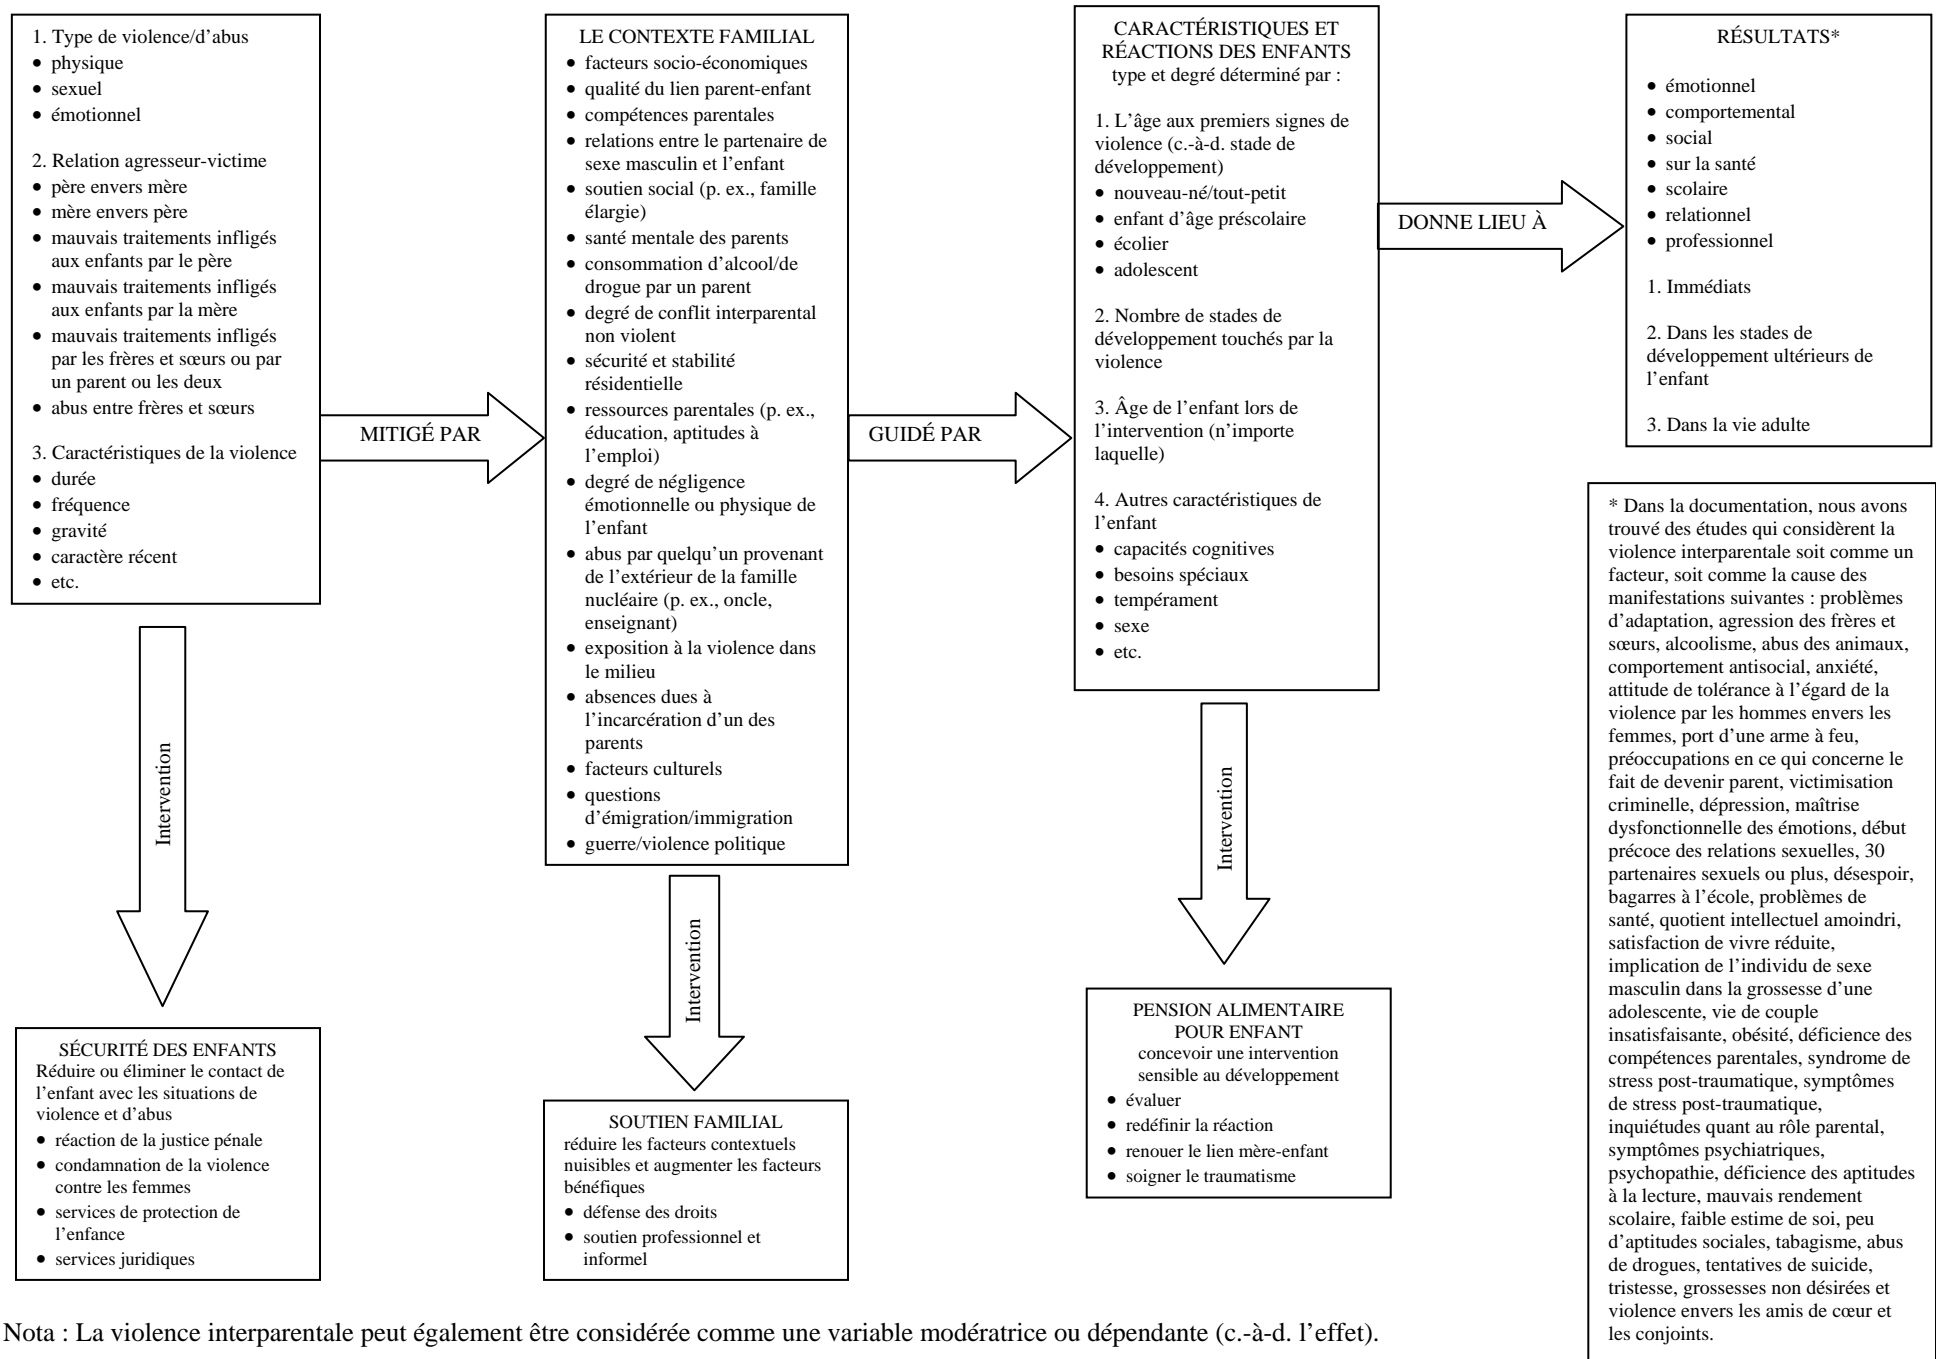 1. Type de violence/d'abus
• physique
• sexuel
• émotionnel
2. Relation agresseur-victime
• père envers mère
• mère envers père
• mauvais traitements infligés
aux enfants par le père
• mauvais traitements infligés
aux enfants par la mère
• mauvais traitements infligés
par les frères et sœurs ou par
un parent ou les deux
• abus entre frères et sœurs
3. Caractéristiques de la violence
• durée
• fréquence
• gravité
• caractère récent
• etc.
MITIGÉ PAR
LE CONTEXTE FAMILIAL
• facteurs socio-économiques
• qualité du lien parent-enfant
• compétences parentales
• relations entre le partenaire de
sexe masculin et l'enfant
• soutien social (p. ex., famille
élargie)
• santé mentale des parents
• consommation d'alcool/de
drogue par un parent
• degré de conflit interparental
non violent
• sécurité et stabilité
résidentielle
• ressources parentales (p. ex.,
éducation, aptitudes à
l'emploi)
• degré de négligence
émotionnelle ou physique de
l'enfant
• abus par quelqu'un provenant
de l'extérieur de la famille
nucléaire (p. ex., oncle,
enseignant)
• exposition à la violence dans
le milieu
• absences dues à
l'incarcération d'un des
parents
• facteurs culturels
• questions
d'émigration/immigration
• guerre/violence politique
GUIDÉ PAR
CARACTÉRISTIQUES ET
RÉACTIONS DES ENFANTS
type et degré déterminé par :
1. L'âge aux premiers signes de
violence (c.-à-d. stade de
développement)
• nouveau-né/tout-petit
• enfant d'âge préscolaire
• écolier
• adolescent
2. Nombre de stades de
développement touchés par la
violence
3. Âge de l'enfant lors de
l'intervention (n'importe
laquelle)
4. Autres caractéristiques de
l'enfant
• capacités cognitives
• besoins spéciaux
• tempérament
• sexe
• etc.
DONNE LIEU À
RÉSULTATS*
• émotionnel
• comportemental
• social
• sur la santé
• scolaire
• relationnel
• professionnel
1. Immédiats
2. Dans les stades de
développement ultérieurs de
l'enfant
3. Dans la vie adulte
* Dans la documentation, nous avons
trouvé des études qui considèrent la
violence interparentale soit comme un
facteur, soit comme la cause des
manifestations suivantes : problèmes
d'adaptation, agression des frères et
sœurs, alcoolisme, abus des animaux,
comportement antisocial, anxiété,
attitude de tolérance à l'égard de la
violence par les hommes envers les
femmes, port d'une arme à feu,
préoccupations en ce qui concerne le
fait de devenir parent, victimisation
criminelle, dépression, maîtrise
dysfonctionnelle des émotions, début
précoce des relations sexuelles, 30
partenaires sexuels ou plus, désespoir,
bagarres à l'école, problèmes de
santé, quotient intellectuel amoindri,
satisfaction de vivre réduite,
implication de l'individu de sexe
masculin dans la grossesse d'une
adolescente, vie de couple
insatisfaisante, obésité, déficience des
compétences parentales, syndrome de
stress post-traumatique, symptômes
de stress post-traumatique,
inquiétudes quant au rôle parental,
symptômes psychiatriques,
psychopathie, déficience des aptitudes
à la lecture, mauvais rendement
scolaire, faible estime de soi, peu
d'aptitudes sociales, tabagisme, abus
de drogues, tentatives de suicide,
tristesse, grossesses non désirées et
violence envers les amis de cœur et
les conjoints.
Intervention
Intervention
Intervention
SÉCURITÉ DES ENFANTS
Réduire ou éliminer le contact de
l'enfant avec les situations de
violence et d'abus
• réaction de la justice pénale
• condamnation de la violence
contre les femmes
• services de protection de
l'enfance
• services juridiques
SOUTIEN FAMILIAL
réduire les facteurs contextuels
nuisibles et augmenter les facteurs
bénéfiques
• défense des droits
• soutien professionnel et
informel
PENSION ALIMENTAIRE
POUR ENFANT
concevoir une intervention
sensible au développement
• évaluer
• redéfinir la réaction
• renouer le lien mère-enfant
• soigner le traumatisme
Nota : La violence interparentale peut également être considérée comme une variable modératrice ou dépendante (c.-à-d. l'effet).